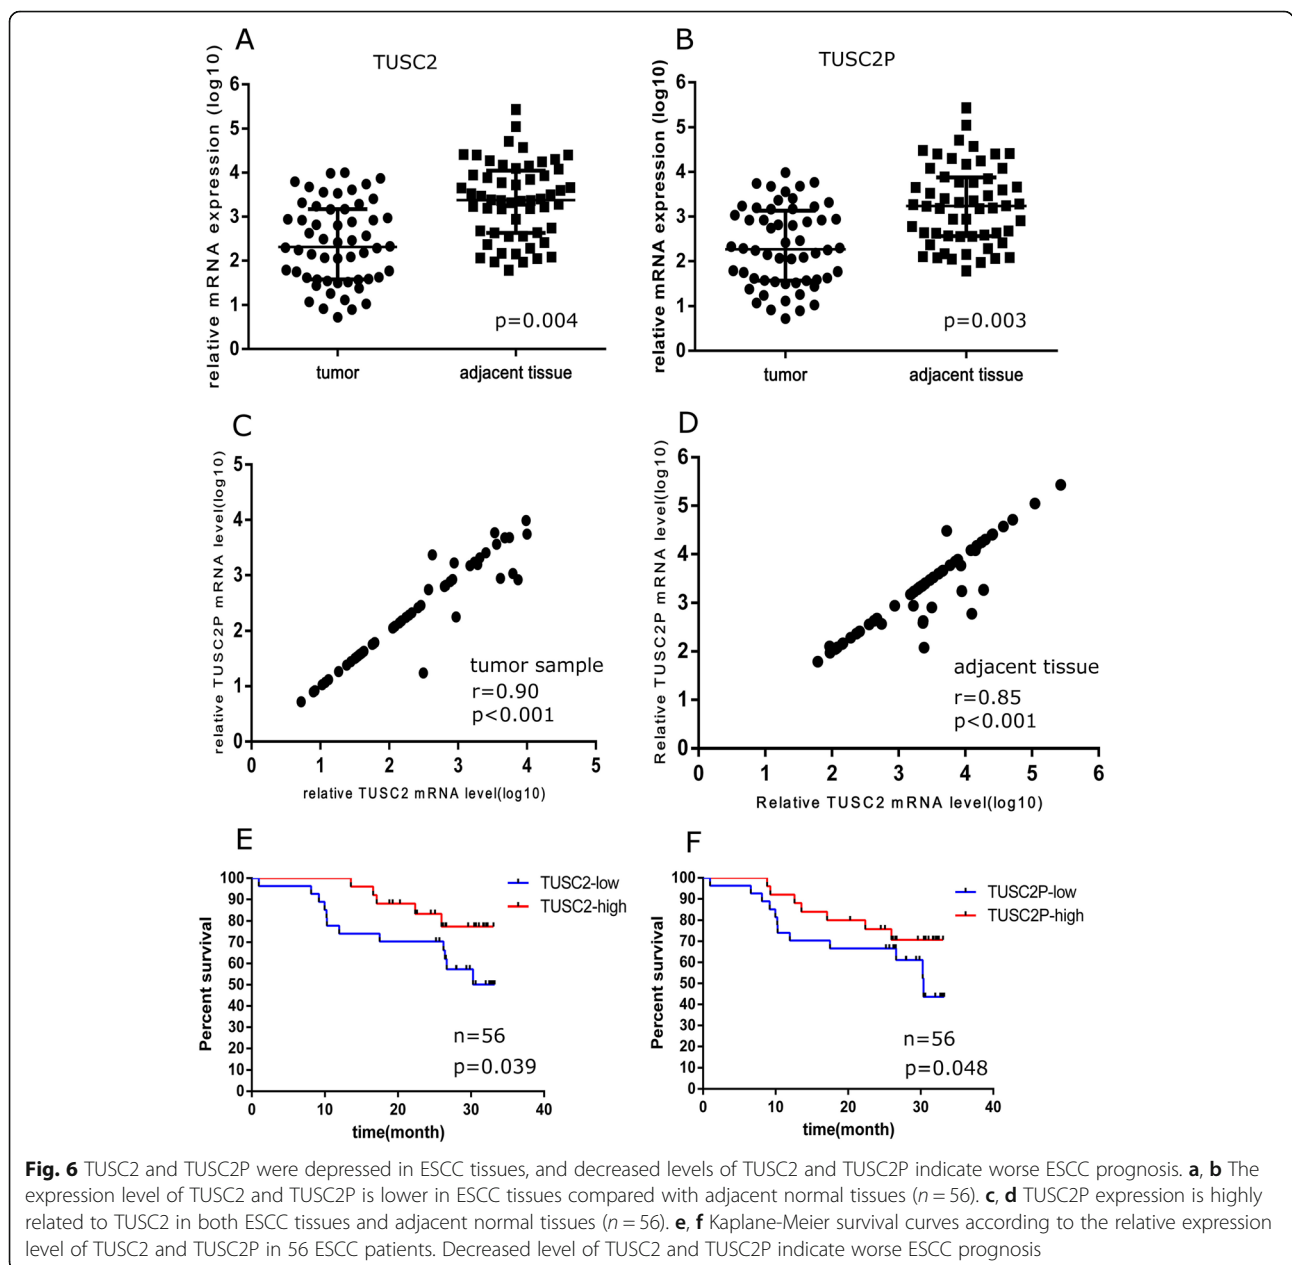 A
TUSC2
relative mRNA expression (log10)
6
5
4
3
2
1
0
p=0.004
tumor
adjacent tissue
B
TUSC2P
relative mRNA expression (log10)
6
5
4
3
2
1
0
p=0.003
tumor
adjacent tissue
C
relative TUSC2P mRNA level(log10)
5
4
3
2
1
0
tumor sample
r=0.90
p<0.001
0 1 2 3 4 5
relative TUSC2 mRNA level(log10)
D
Relative TUSC2P mRNA level(log10)
6
5
4
3
2
1
0
adjacent tissue
r=0.85
p<0.001
0 1 2 3 4 5 6
Relative TUSC2 mRNA level(log10)
E
Percent survival
100
90
80
70
60
50
40
30
20
10
0
TUSC2-low
TUSC2-high
n=56
p=0.039
0 10 20 30 40
time(month)
F
Percent survival
100
90
80
70
60
50
40
30
20
10
0
TUSC2P-low
TUSC2P-high
n=56
p=0.048
0 10 20 30 40
time(month)
Fig. 6 TUSC2 and TUSC2P were depressed in ESCC tissues, and decreased levels of TUSC2 and TUSC2P indicate worse ESCC prognosis. a, b The
expression level of TUSC2 and TUSC2P is lower in ESCC tissues compared with adjacent normal tissues (n = 56). c, d TUSC2P expression is highly
related to TUSC2 in both ESCC tissues and adjacent normal tissues (n = 56). e, f Kaplane-Meier survival curves according to the relative expression
level of TUSC2 and TUSC2P in 56 ESCC patients. Decreased level of TUSC2 and TUSC2P indicate worse ESCC prognosis